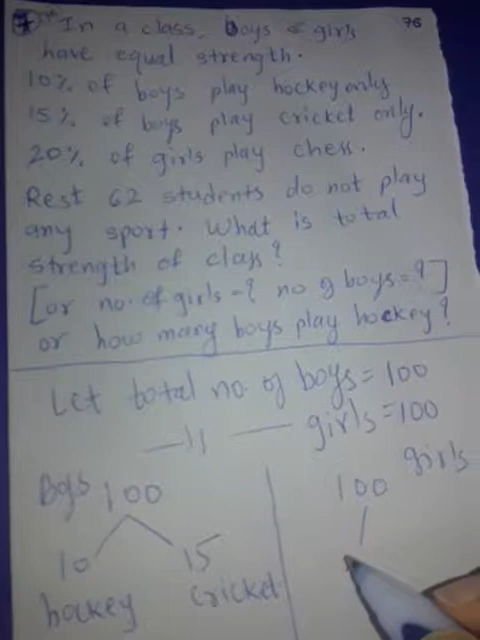 In a class, boys & girls 76
have equal strength.
10% of boys play hockey only
15% of boys play cricket only.
20% of girls play chess.
Rest 62 students do not play
any sport. What is total
strength of class?
[or no. of girls = ? no of boys = ?]
or how many boys play hockey?
Let total no. of boys = 100
—11— girls = 100
Boys 100
100 girls
10 15
hockey cricket